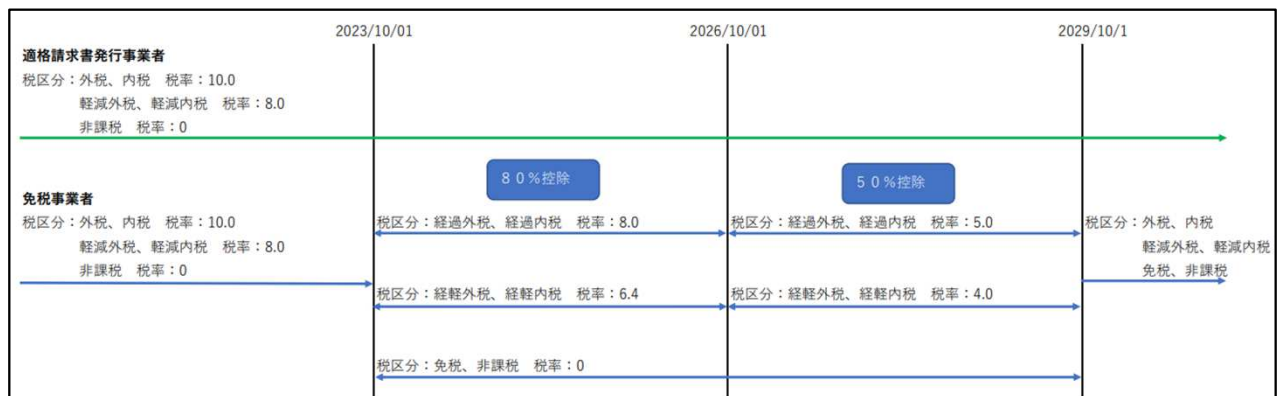 2023/10/01 2026/10/01 2029/10/1
適格請求書発行事業者
税区分：外税、内税　税率：10.0
軽減外税、軽減内税　税率：8.0
非課税　税率：0
８０%控除 ５０%控除
免税事業者
税区分：外税、内税　税率：10.0
軽減外税、軽減内税　税率：8.0
非課税　税率：0
税区分：経過外税、経過内税　税率：8.0
税区分：経過外税、経過内税　税率：5.0
税区分：外税、内税
軽減外税、軽減内税
免税、非課税
税区分：経軽外税、経軽内税　税率：6.4
税区分：経軽外税、経軽内税　税率：4.0
税区分：免税、非課税　税率：0